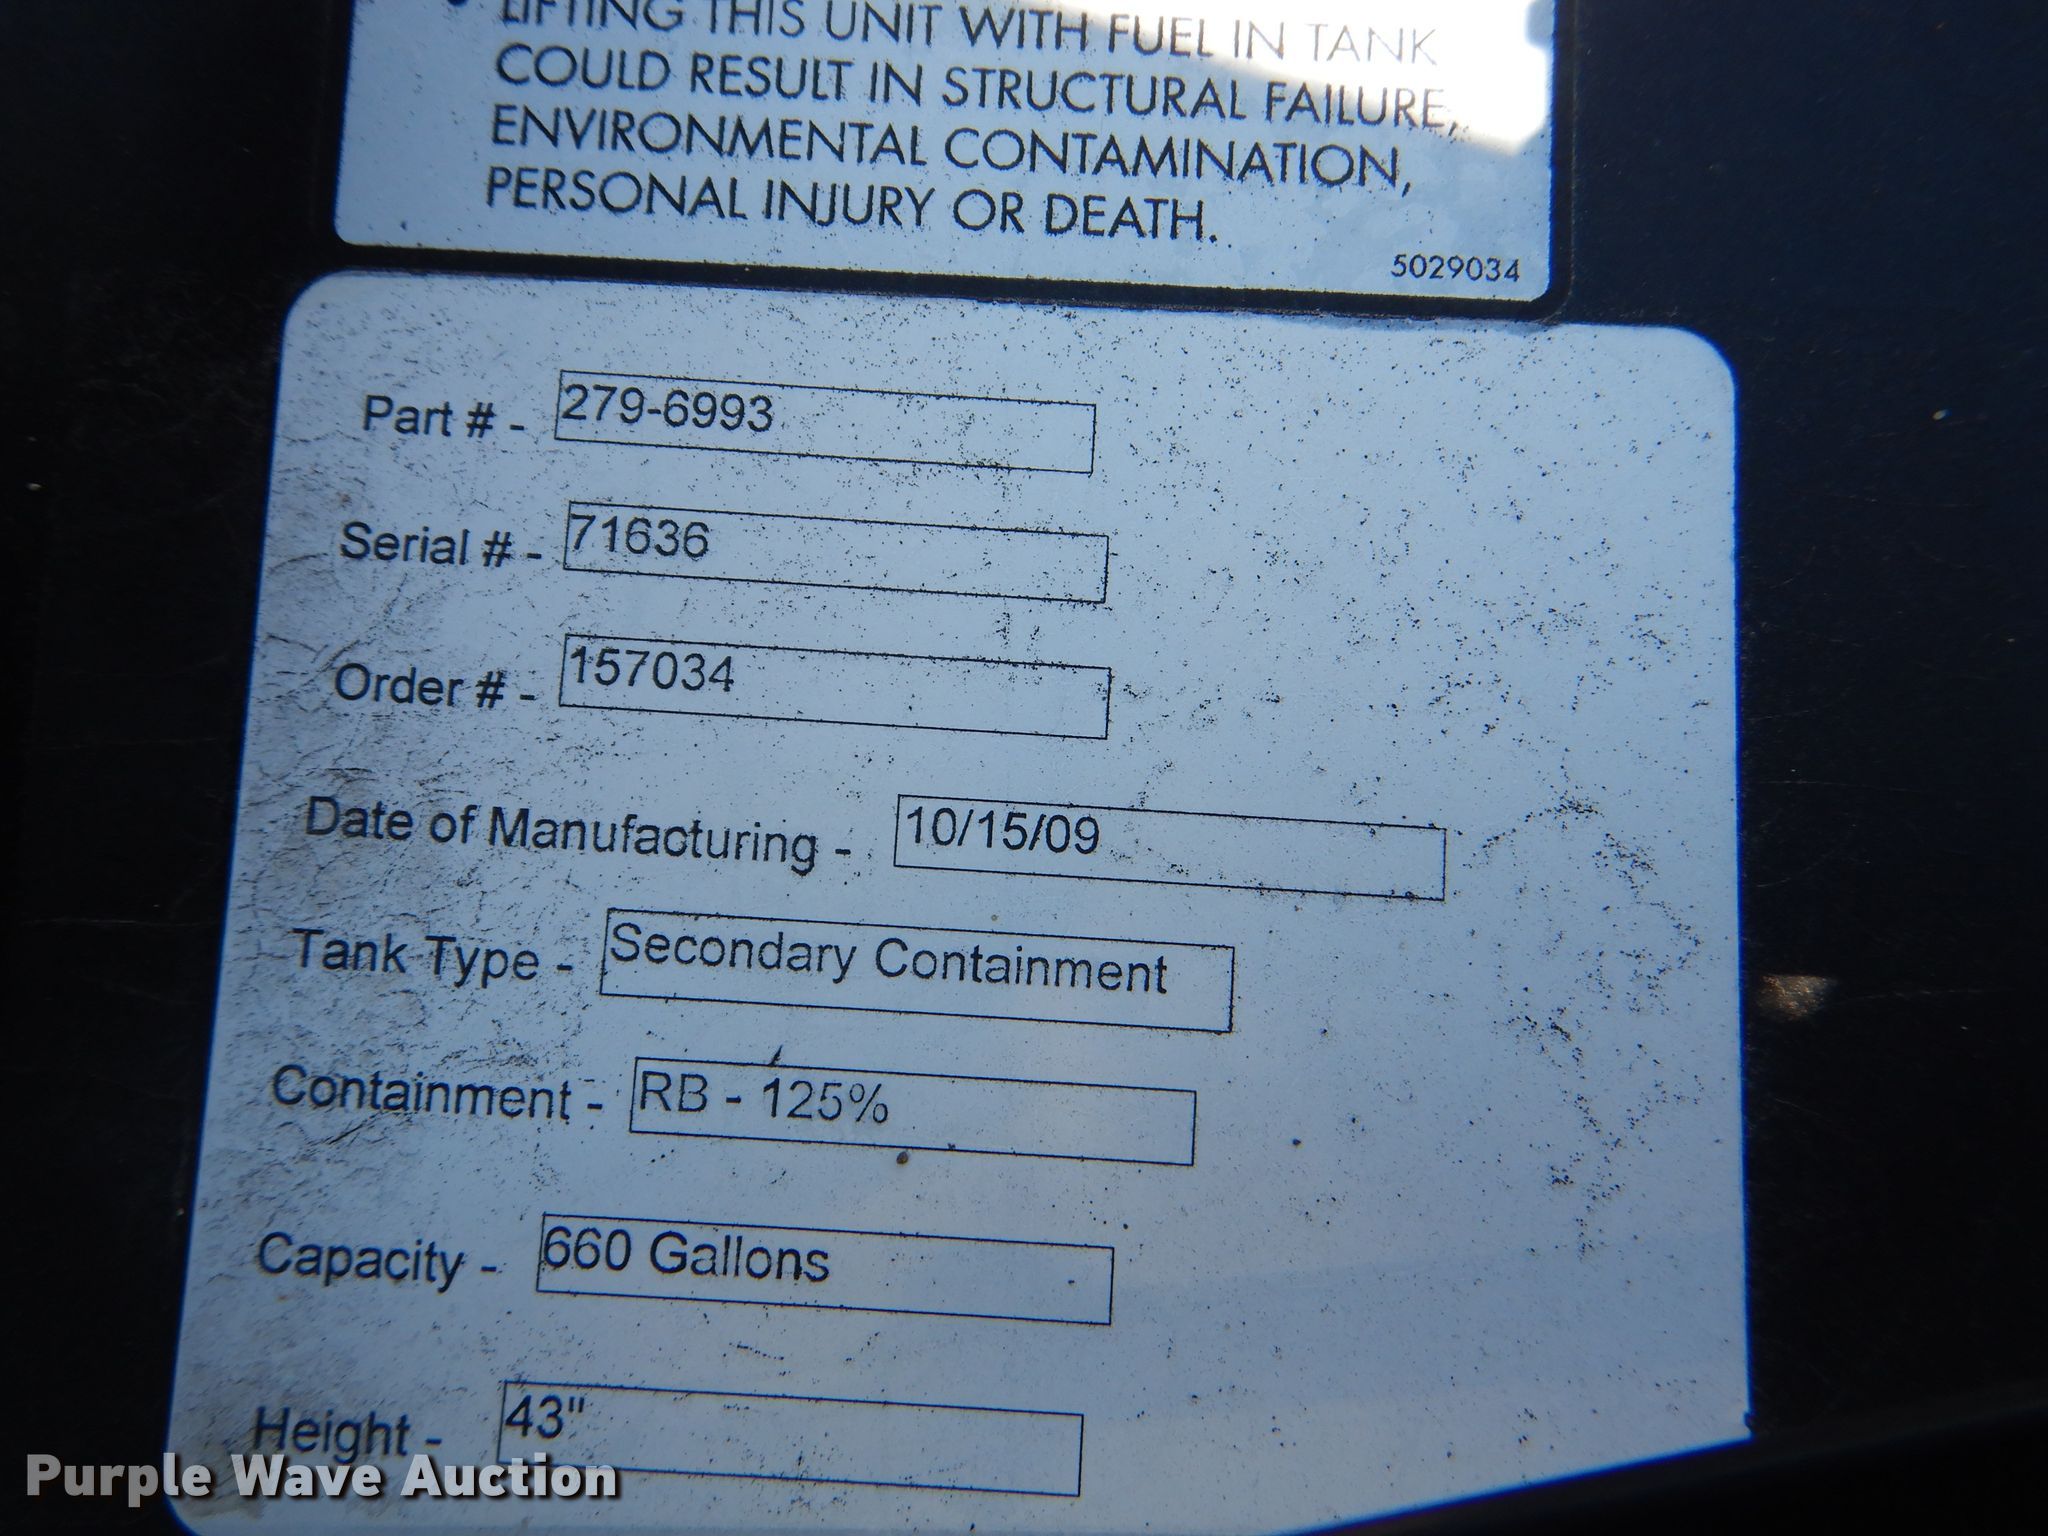 • LIFTING THIS UNIT WITH FUEL IN TANK
COULD RESULT IN STRUCTURAL FAILURE,
ENVIRONMENTAL CONTAMINATION,
PERSONAL INJURY OR DEATH.
5029034
Part # - 279-6993
Serial # - 71636
Order # - 157034
Date of Manufacturing - 10/15/09
Tank Type - Secondary Containment
Containment - RB - 125%
Capacity - 660 Gallons
Height - 43"
Purple Wave Auction